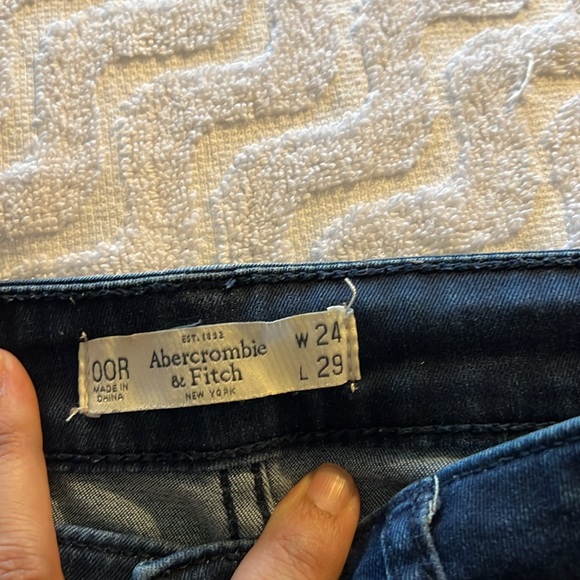 EST. 1892
00R
MADE IN
CHINA
Abercrombie
& Fitch
NEW YORK
W 24
L 29